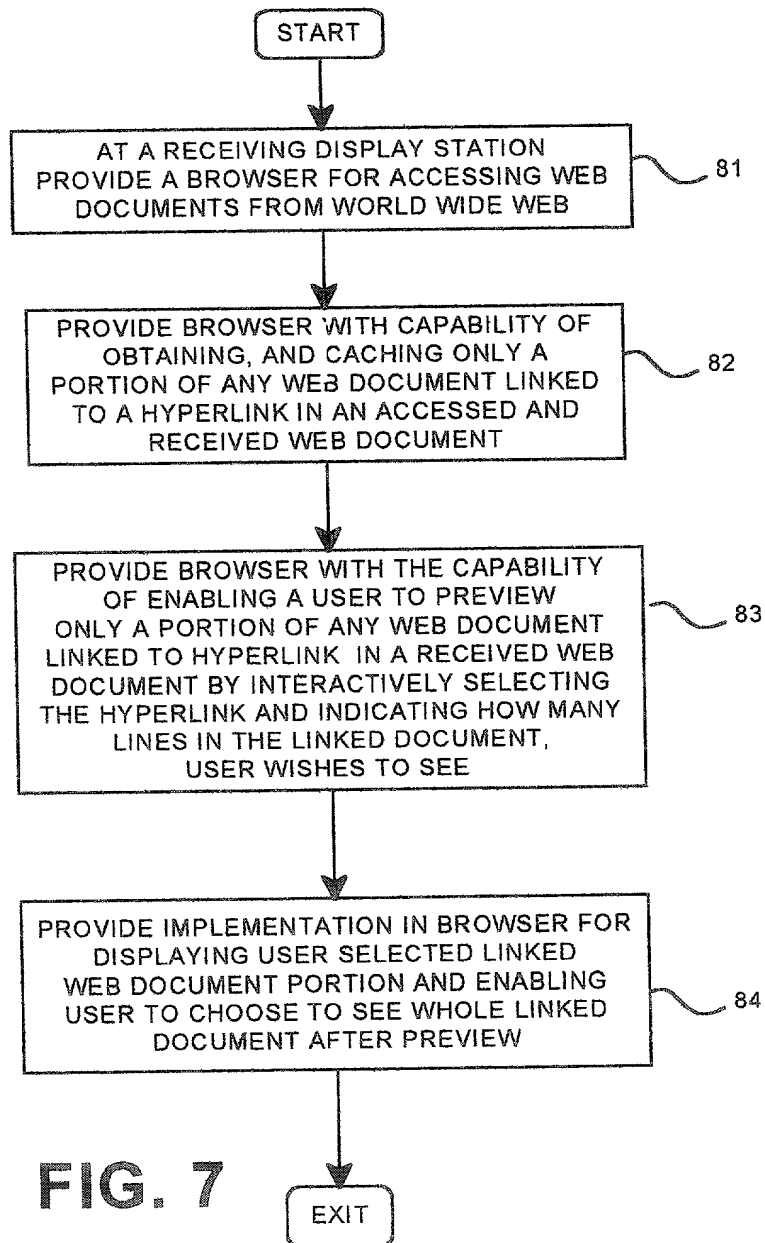 START
AT A RECEIVING DISPLAY STATION
PROVIDE A BROWSER FOR ACCESSING WEB
DOCUMENTS FROM WORLD WIDE WEB
81
PROVIDE BROWSER WITH CAPABILITY OF
OBTAINING, AND CACHING ONLY A
PORTION OF ANY WEB DOCUMENT LINKED
TO A HYPERLINK IN AN ACCESSED AND
RECEIVED WEB DOCUMENT
82
PROVIDE BROWSER WITH THE CAPABILITY
OF ENABLING A USER TO PREVIEW
ONLY A PORTION OF ANY WEB DOCUMENT
LINKED TO HYPERLINK IN A RECEIVED WEB
DOCUMENT BY INTERACTIVELY SELECTING
THE HYPERLINK AND INDICATING HOW MANY
LINES IN THE LINKED DOCUMENT,
USER WISHES TO SEE
83
PROVIDE IMPLEMENTATION IN BROWSER FOR
DISPLAYING USER SELECTED LINKED
WEB DOCUMENT PORTION AND ENABLING
USER TO CHOOSE TO SEE WHOLE LINKED
DOCUMENT AFTER PREVIEW
84
FIG. 7
EXIT